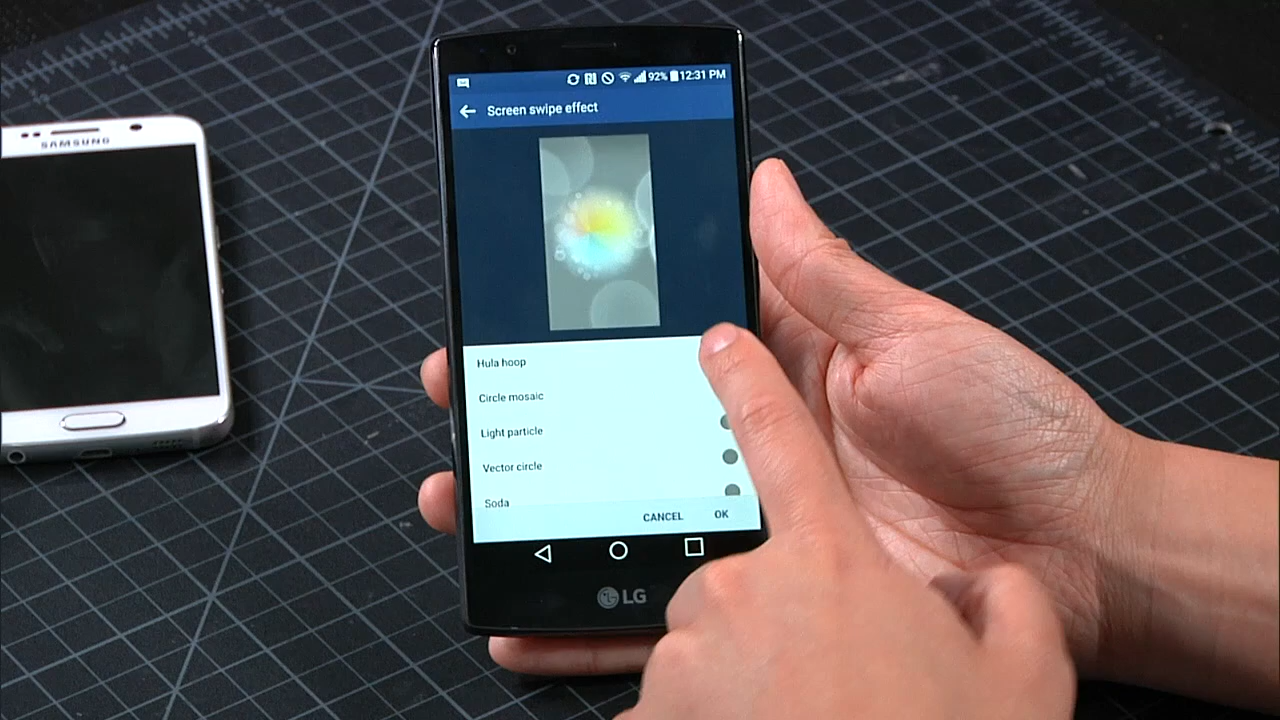 SAMSUNG
92% 12:31 PM
Screen swipe effect
Hula hoop
Circle mosaic
Light particle
Vector circle
Soda
CANCEL OK
LG